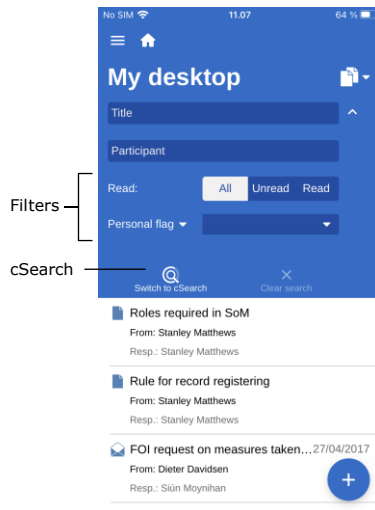 No SIM 11.07 64 %
My desktop
Title
Participant
Filters
Read: All Unread Read
Personal flag
cSearch
Switch to cSearch Clear search
Roles required in SoM
From: Stanley Matthews
Resp.: Stanley Matthews
Rule for record registering
From: Stanley Matthews
Resp.: Stanley Matthews
FOI request on measures taken... 27/04/2017
From: Dieter Davidsen
Resp.: Siún Moynihan